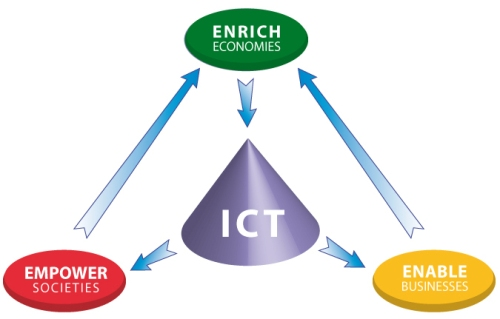 ENRICH
ECONOMIES
ICT
EMPOWER
SOCIETIES
ENABLE
BUSINESSES